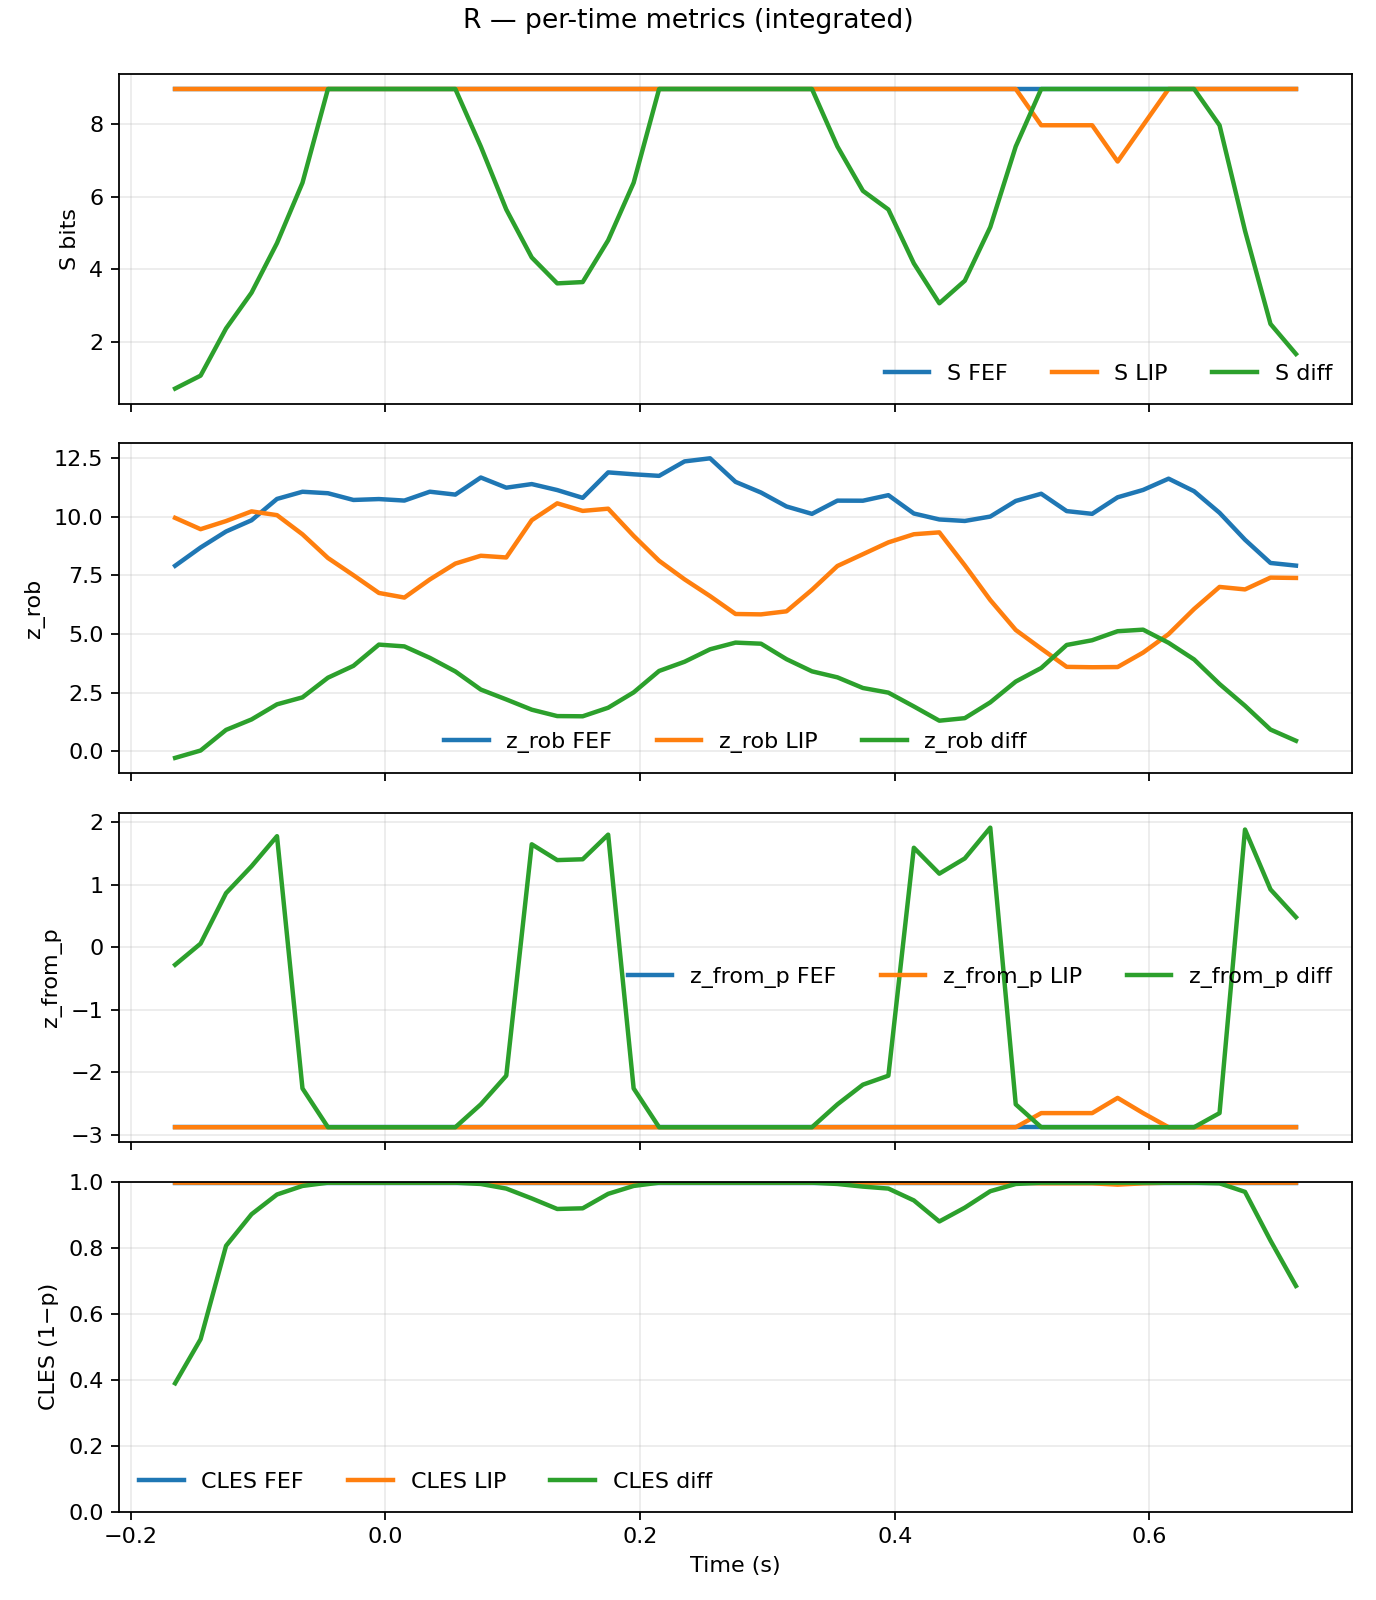 R — per-time metrics (integrated)
8
6
4
2
S bits
S FEF S LIP S diff
12.5
10.0
7.5
5.0
2.5
0.0
z_rob
z_rob FEF z_rob LIP z_rob diff
2
1
0
−1
−2
−3
z_from_p
z_from_p FEF z_from_p LIP z_from_p diff
1.0
0.8
0.6
0.4
0.2
0.0
CLES (1−p)
CLES FEF CLES LIP CLES diff
−0.2 0.0 0.2 0.4 0.6
Time (s)